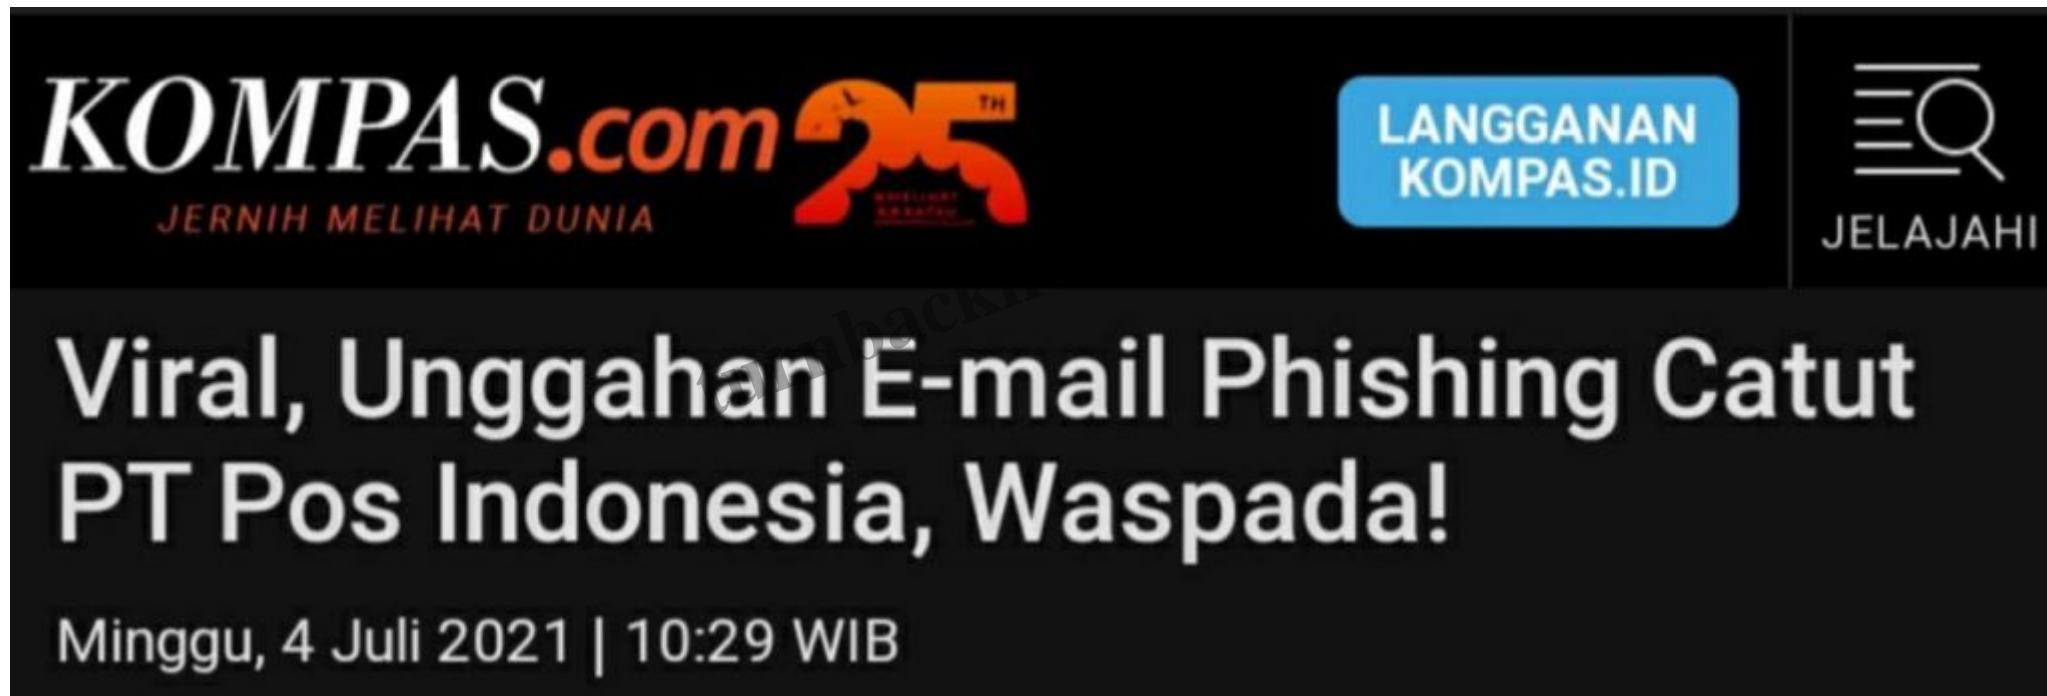 KOMPAS.com 25 TH
JERNIH MELIHAT DUNIA
LANGGANAN
KOMPAS.ID
JELAJAHI
Viral, Unggahan E-mail Phishing Catut
PT Pos Indonesia, Waspada!
Minggu, 4 Juli 2021 | 10:29 WIB